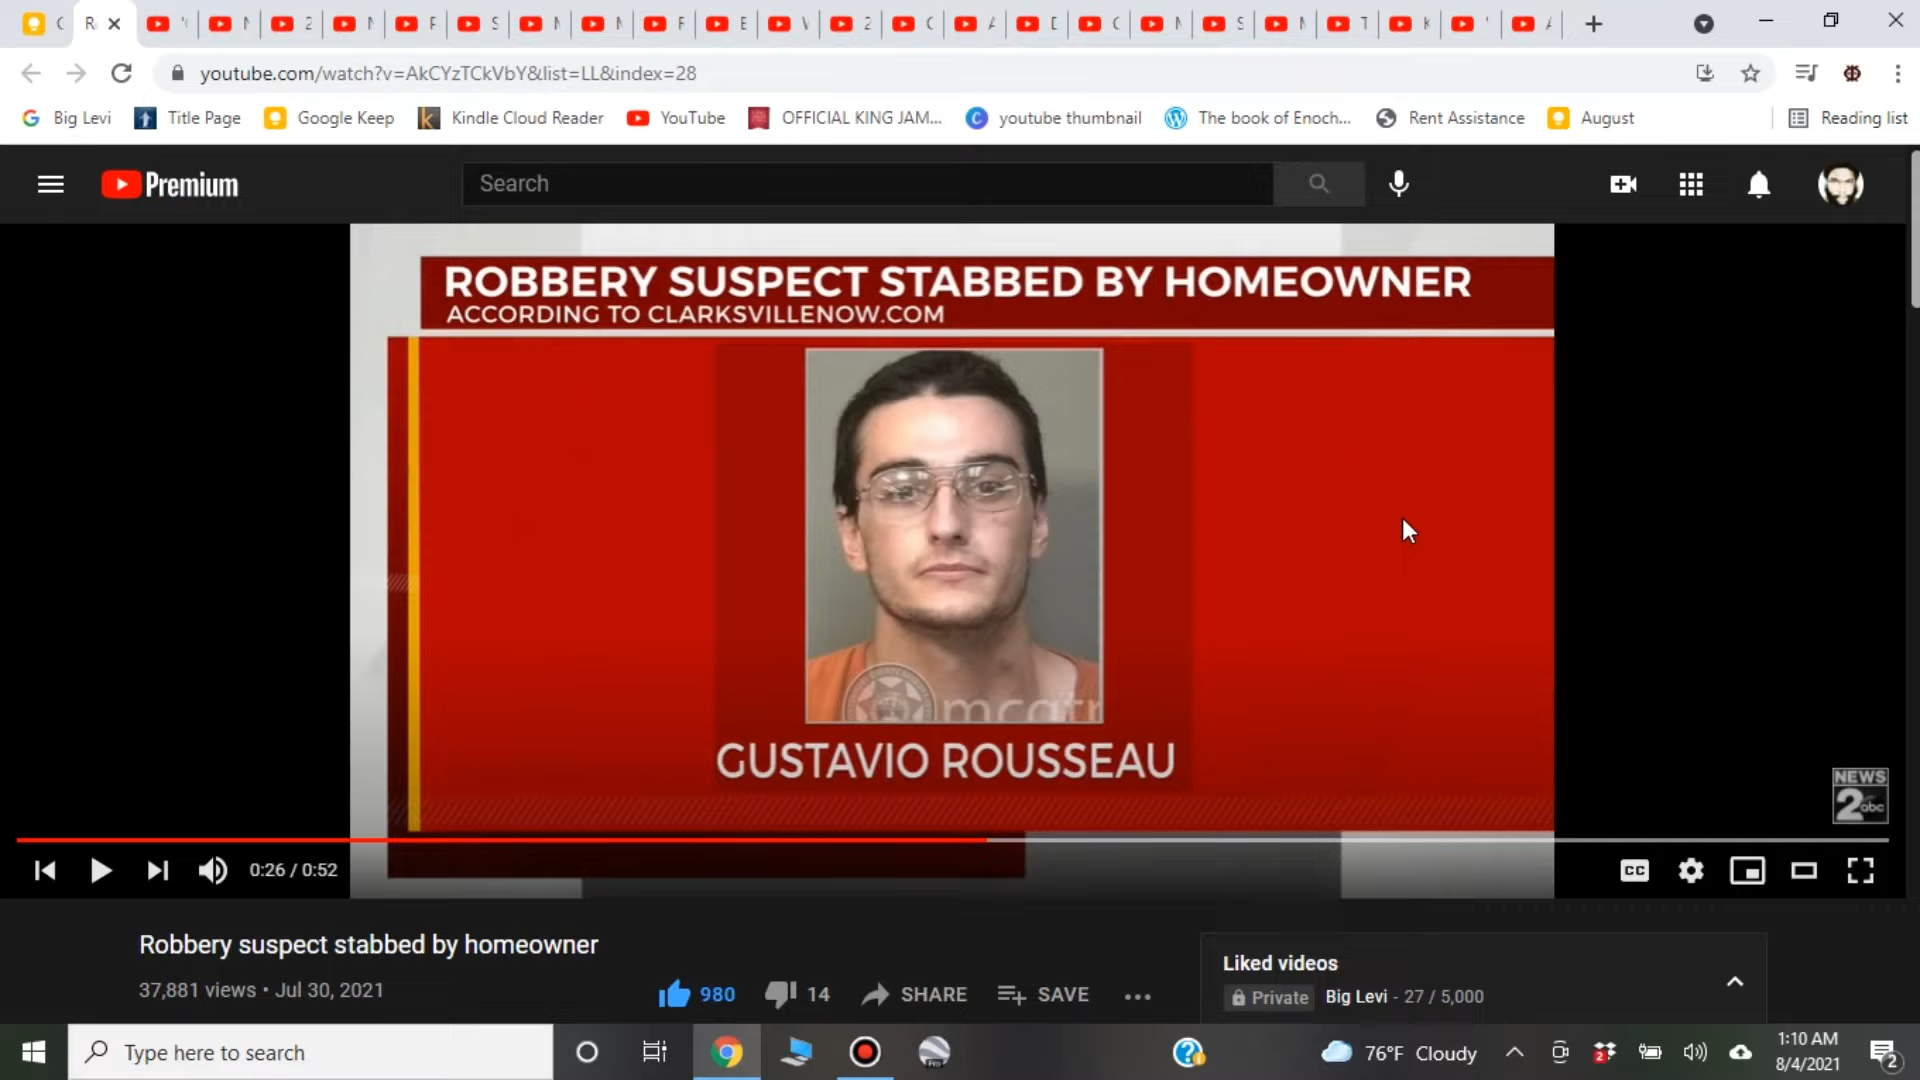 youtube.com/watch?v=AkCYzTCkVbY&list=LL&index=28
Big Levi
Title Page
Google Keep
Kindle Cloud Reader
YouTube
OFFICIAL KING JAM...
youtube thumbnail
The book of Enoch...
Rent Assistance
August
Reading list
Premium
Search
ROBBERY SUSPECT STABBED BY HOMEOWNER
ACCORDING TO CLARKSVILLENOW.COM
GUSTAVIO ROUSSEAU
NEWS
2 abc
0:26 / 0:52
CC
Robbery suspect stabbed by homeowner
37,881 views • Jul 30, 2021
980
14
SHARE
SAVE
Liked videos
Private
Big Levi - 27 / 5,000
Type here to search
76°F Cloudy
1:10 AM
8/4/2021
2